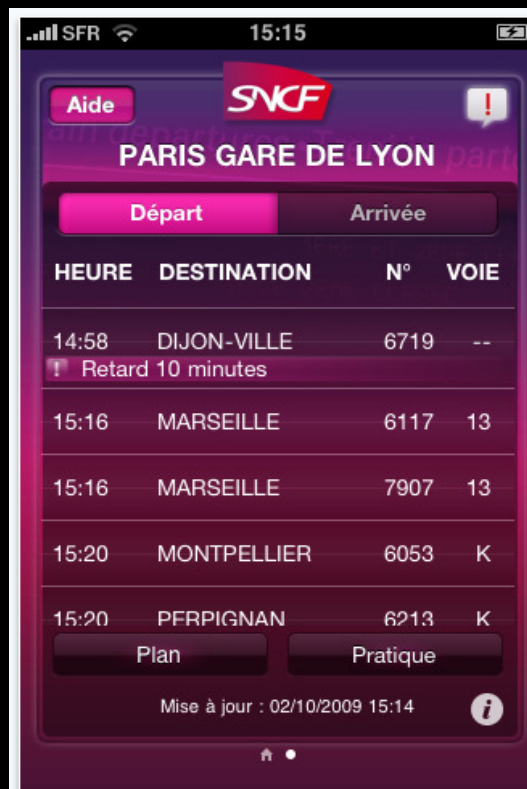 SFR 15:15
Aide SNCF !
PARIS GARE DE LYON
Départ Arrivée
HEURE DESTINATION N° VOIE
14:58 DIJON-VILLE 6719 --
! Retard 10 minutes
15:16 MARSEILLE 6117 13
15:16 MARSEILLE 7907 13
15:20 MONTPELLIER 6053 K
15:20 PERPIGNAN 6213 K
Plan Pratique
Mise à jour : 02/10/2009 15:14 i